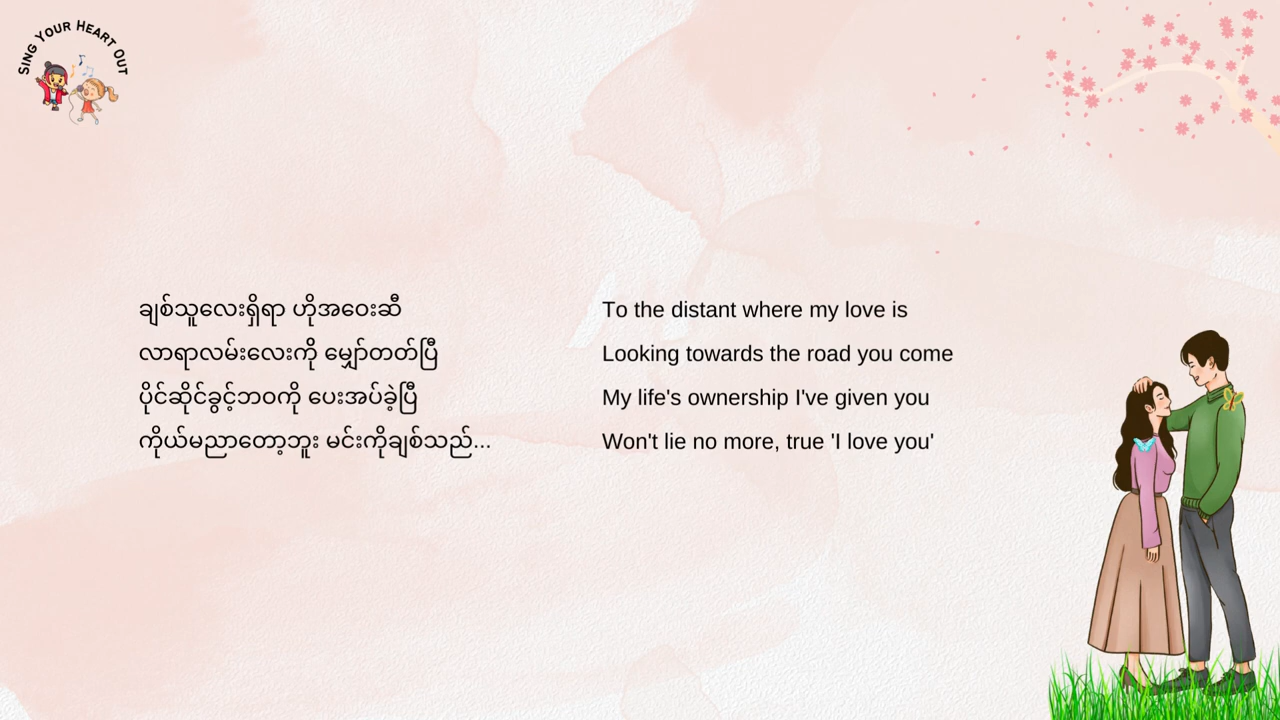 Sing Your Heart Out
ချစ်သူလေးရှိရာ ဟိုအဝေးဆီ
လာရာလမ်းလေးကို မျှော်တတ်ပြီ
ပိုင်ဆိုင်ခွင့်ဘဝကို ပေးအပ်ခဲ့ပြီ
ကိုယ်မညာတော့ဘူး မင်းကိုချစ်သည်...
To the distant where my love is
Looking towards the road you come
My life's ownership I've given you
Won't lie no more, true 'I love you'